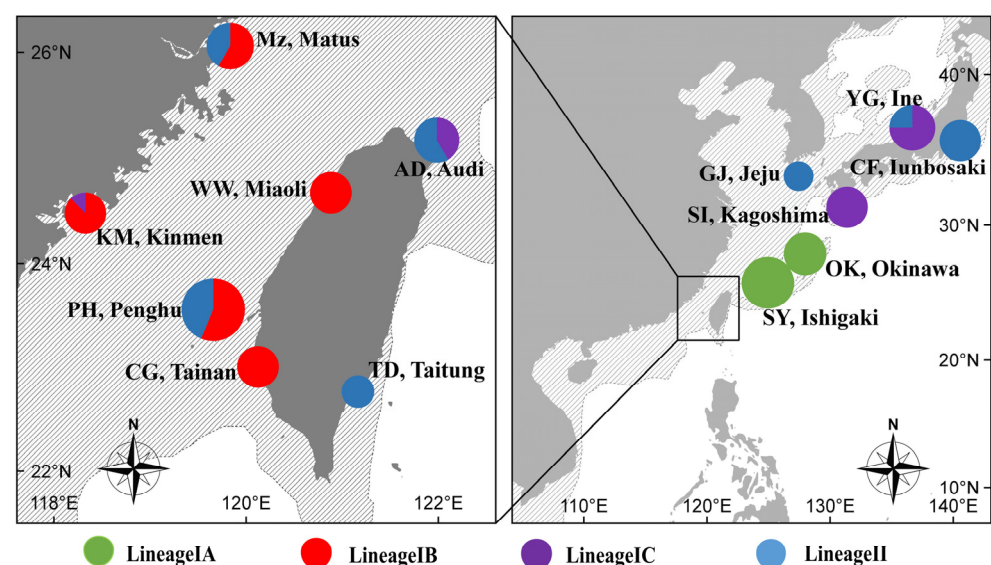 Mz, Matus
26°N
AD, Audi
WW, Miaoli
KM, Kinmen
24°N
PH, Penghu
CG, Tainan
TD, Taitung
N
22°N
118°E
120°E
122°E
40°N
YG, Ine
CF, Iunbosaki
GJ, Jeju
SI, Kagoshima
30°N
OK, Okinawa
SY, Ishigaki
20°N
N
10°N
110°E
120°E
130°E
140°E
LineageIA
LineageIB
LineageIC
LineageII